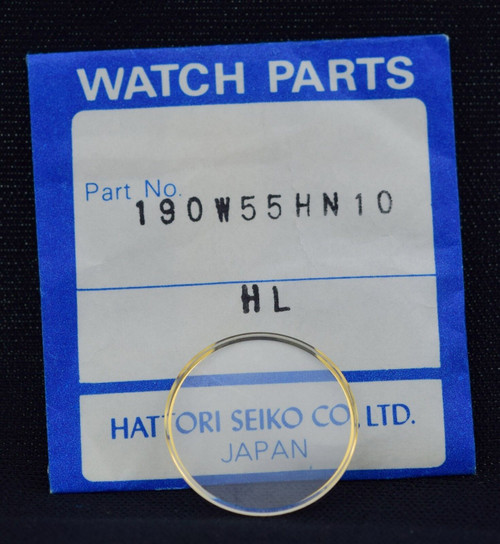 WATCH PARTS
Part No.
190W55HN10
HL
HATTORI SEIKO CO., LTD.
JAPAN